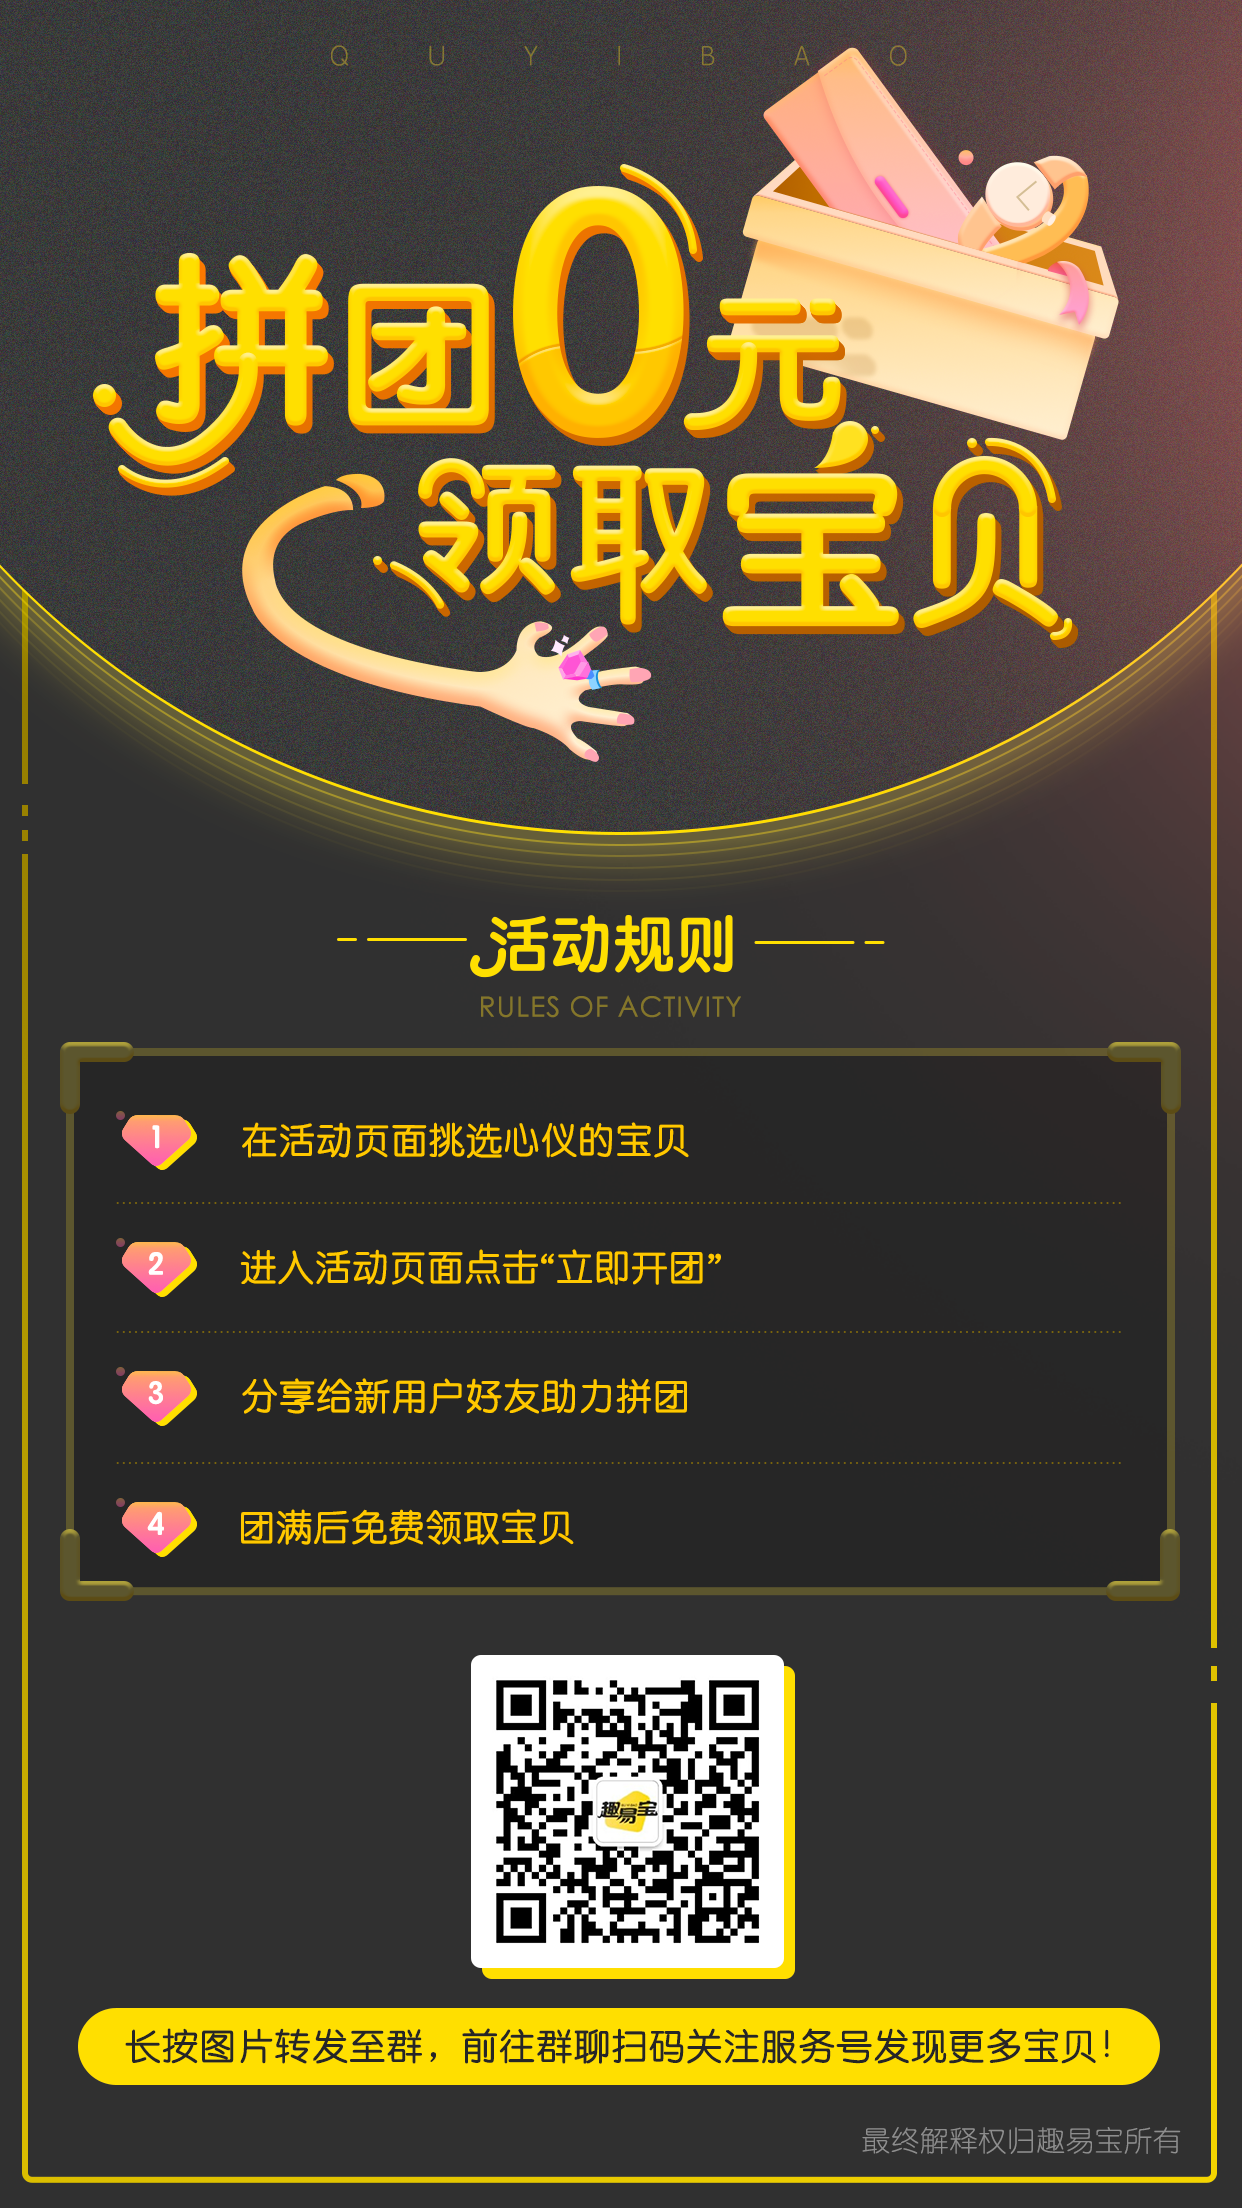 QUYIBAO
拼团0元
领取宝贝
活动规则
RULES OF ACTIVITY
1 在活动页面挑选心仪的宝贝
2 进入活动页面点击“立即开团”
3 分享给新用户好友助力拼团
4 团满后免费领取宝贝
趣易宝
长按图片转发至群，前往群聊扫码关注服务号发现更多宝贝！
最终解释权归趣易宝所有